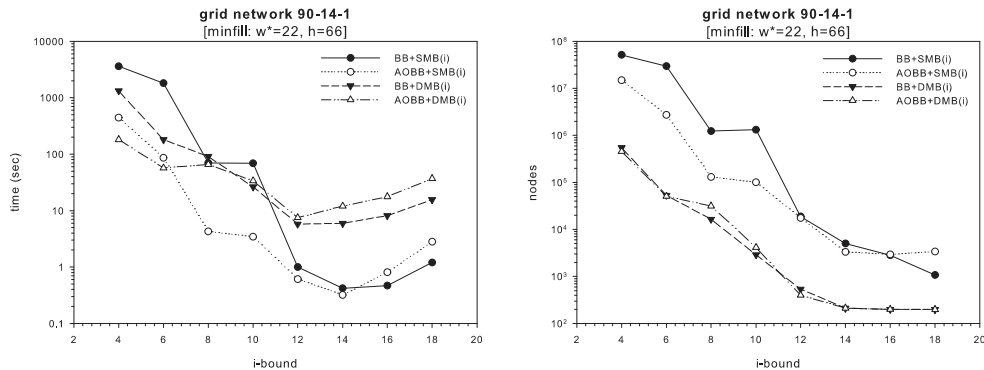 grid network 90-14-1
[minfill: w*=22, h=66]
10000
1000
100
10
1
0,1
time (sec)
BB+SMB(i)
AOBB+SMB(i)
BB+DMB(i)
AOBB+DMB(i)
2 4 6 8 10 12 14 16 18 20
i-bound
grid network 90-14-1
[minfill: w*=22, h=66]
10⁸
10⁷
10⁶
10⁵
10⁴
10³
10²
nodes
BB+SMB(i)
AOBB+SMB(i)
BB+DMB(i)
AOBB+DMB(i)
2 4 6 8 10 12 14 16 18 20
i-bound